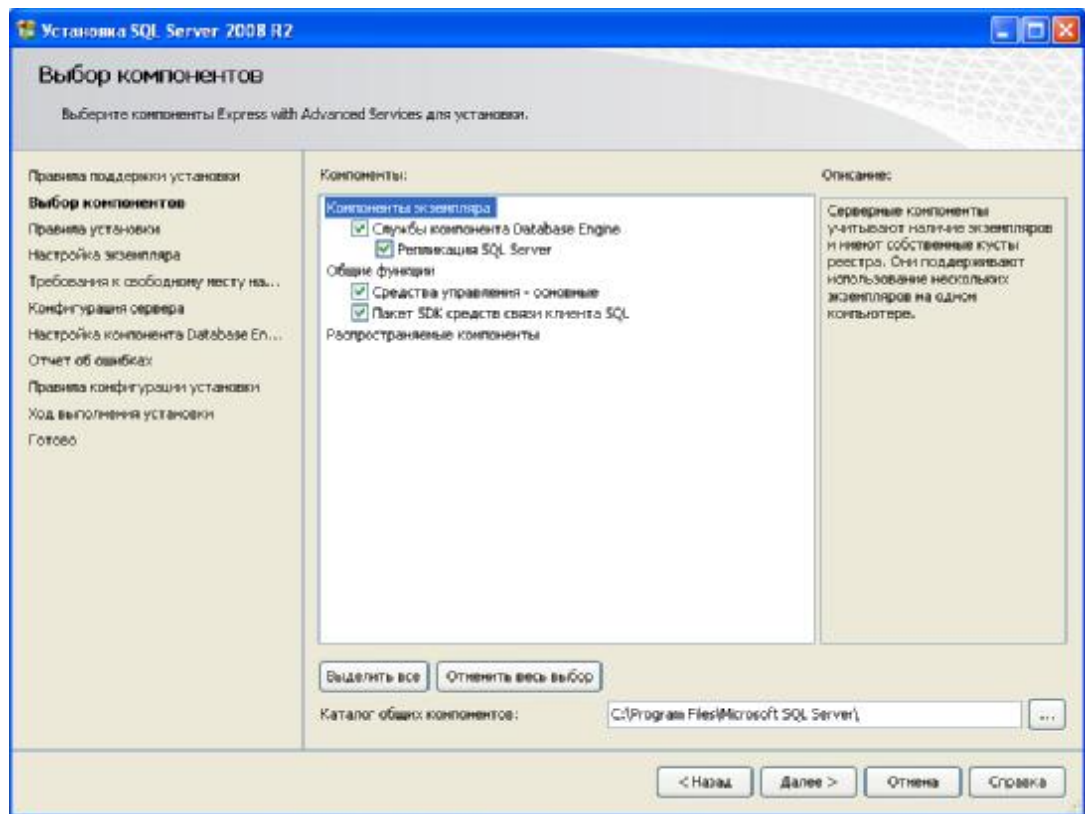 Установка SQL Server 2008 R2
Выбор компонентов
Выберите компоненты Express with Advanced Services для установки.
Правила поддержки установки
Выбор компонентов
Правила установки
Настройка экземпляра
Требования к свободному месту на...
Конфигурация сервера
Настройка компонента Database En...
Отчет об ошибках
Правила конфигурации установки
Ход выполнения установки
Готово
Компоненты:
Компоненты экземпляра
Службы компонента Database Engine
Репликация SQL Server
Общие функции
Средства управления - основные
Пакет SDK средств связи клиента SQL
Распространяемые компоненты
Описание:
Серверные компоненты
учитывают наличие экземпляров
и имеют собственные кусты
реестра. Они поддерживают
использование нескольких
экземпляров на одном
компьютере.
Выделить все
Отменить весь выбор
Каталог общих компонентов:
C:\Program Files\Microsoft SQL Server\
...
< Назад
Далее >
Отмена
Справка